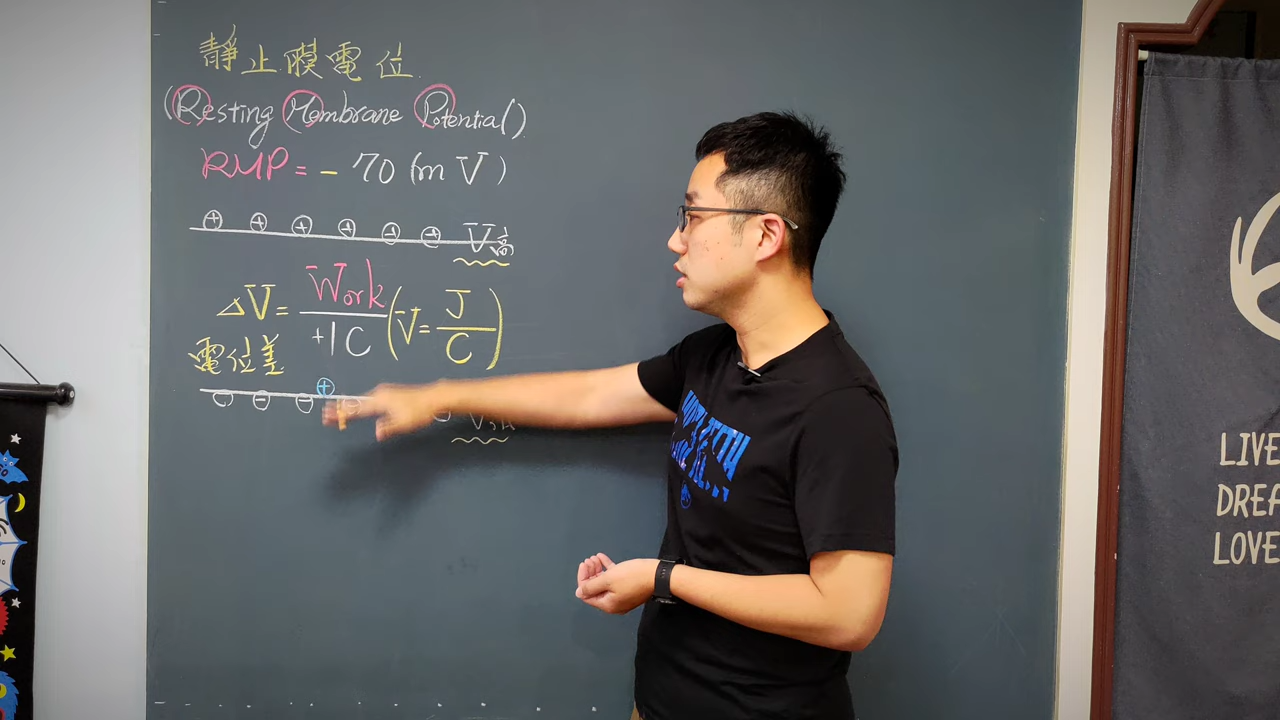 靜止膜電位
(Resting Membrane Potential)
RMP = - 70 (mV)
⊕ ⊕ ⊕ ⊕ ⊕ ⊕ V高
ΔV = Work / +1C (V = J / C)
電位差
⊖ ⊖ ⊖ ⊕
LIVE
DREA
LOVE